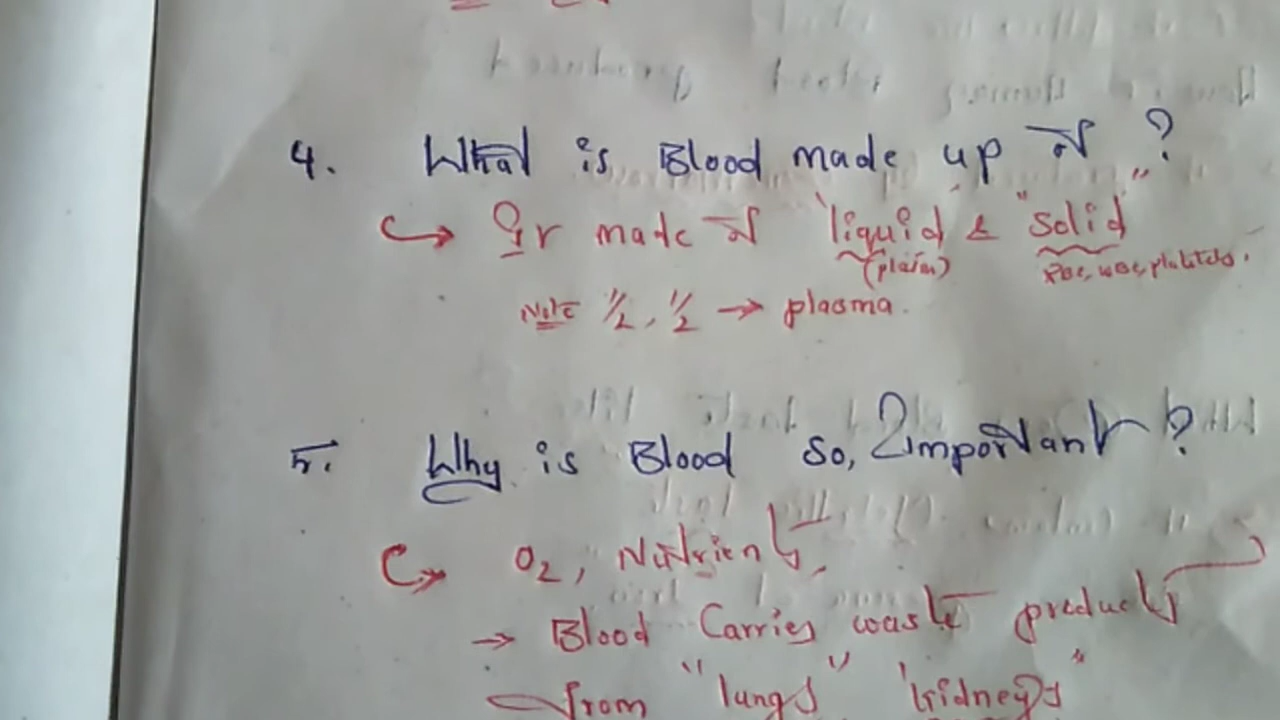 4. What is Blood made up of ?
↪ It made of "liquid & "solid"
(plasm) RBC, WBC, platelets.
Note 1/2, 1/2 → plasma.
5. Why is Blood so, important ?
↪ O2, Nutrients,
→ Blood Carries waste products
from "lungs" "kidneys"